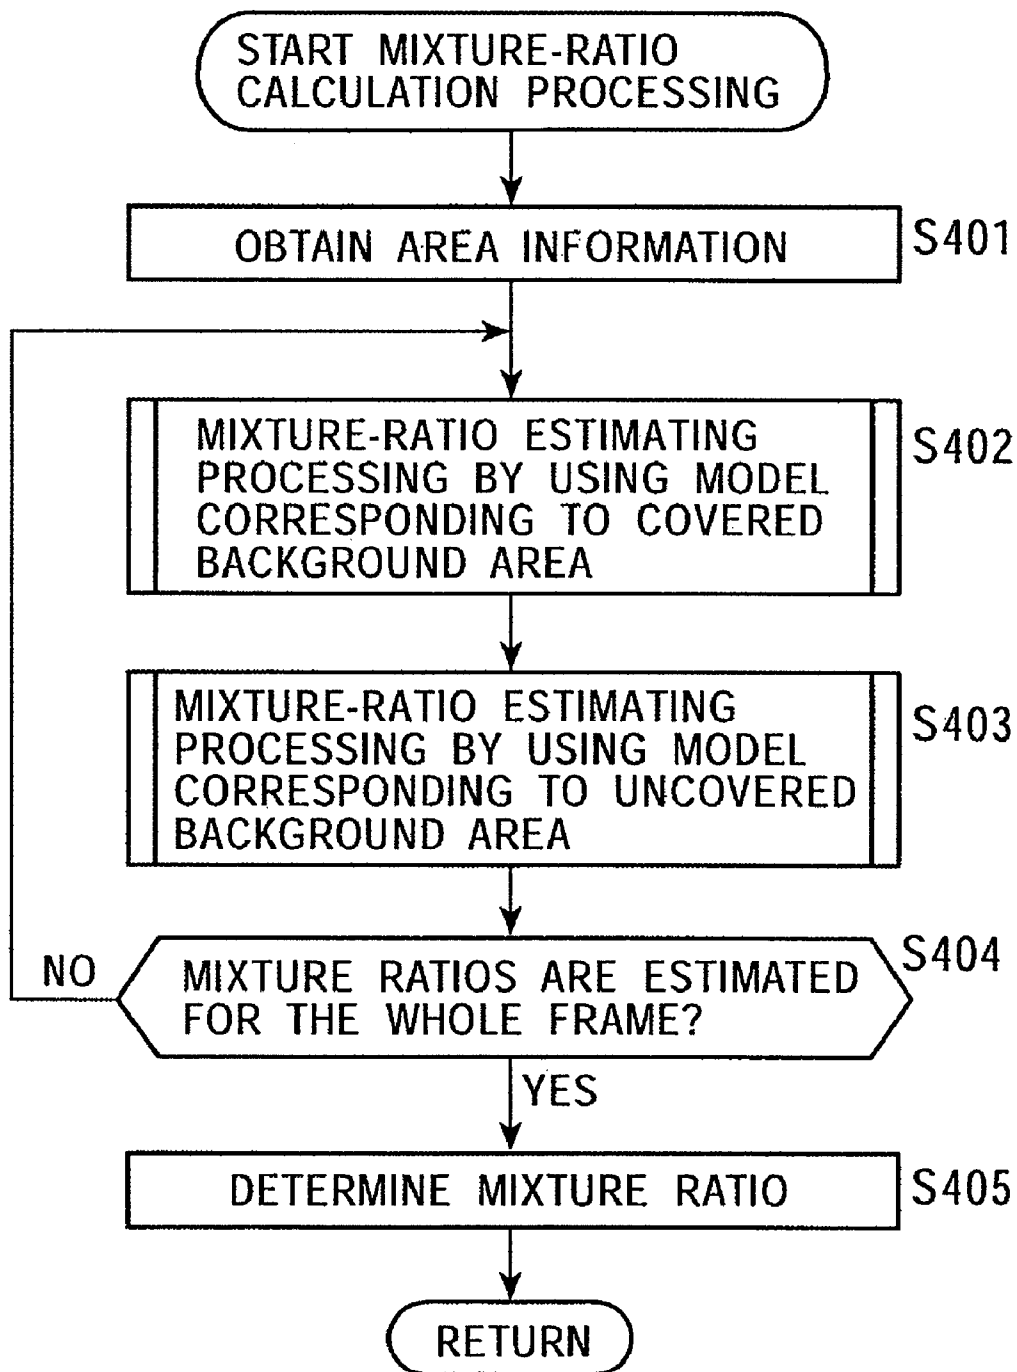 START MIXTURE-RATIO
CALCULATION PROCESSING
OBTAIN AREA INFORMATION
S401
MIXTURE-RATIO ESTIMATING
PROCESSING BY USING MODEL
CORRESPONDING TO COVERED
BACKGROUND AREA
S402
MIXTURE-RATIO ESTIMATING
PROCESSING BY USING MODEL
CORRESPONDING TO UNCOVERED
BACKGROUND AREA
S403
NO
MIXTURE RATIOS ARE ESTIMATED
FOR THE WHOLE FRAME?
S404
YES
DETERMINE MIXTURE RATIO
S405
RETURN